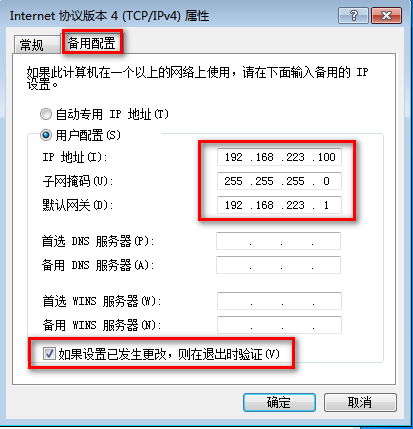 Internet 协议版本 4 (TCP/IPv4) 属性
常规 备用配置
如果此计算机在一个以上的网络上使用，请在下面输入备用的 IP
设置。
自动专用 IP 地址(T)
用户配置(S)
IP 地址(I): 192 .168 .223 .100
子网掩码(U): 255 .255 .255 . 0
默认网关(D): 192 .168 .223 . 1
首选 DNS 服务器(P): . . .
备用 DNS 服务器(A): . . .
首选 WINS 服务器(W): . . .
备用 WINS 服务器(N): . . .
如果设置已发生更改，则在退出时验证(V)
确定 取消